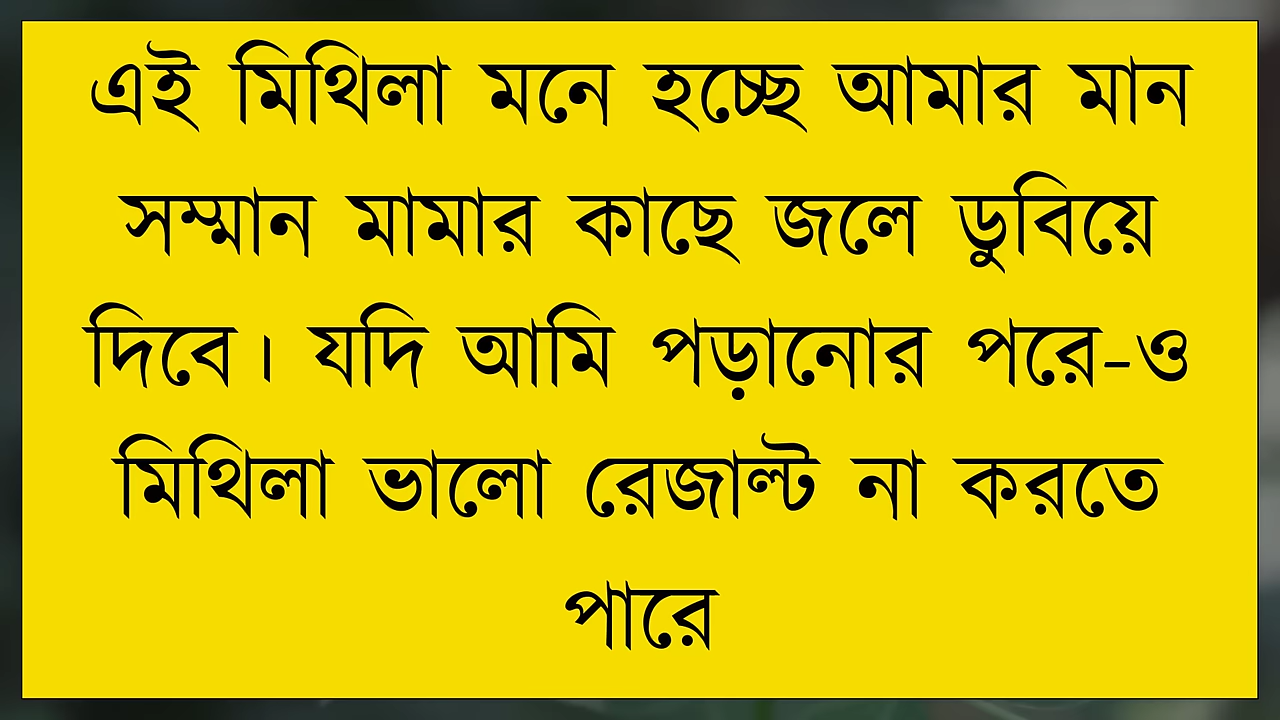 এই মিথিলা মনে হচ্ছে আমার মান
সম্মান মামার কাছে জলে ডুবিয়ে
দিবে। যদি আমি পড়ানোর পরে-ও
মিথিলা ভালো রেজাল্ট না করতে
পারে